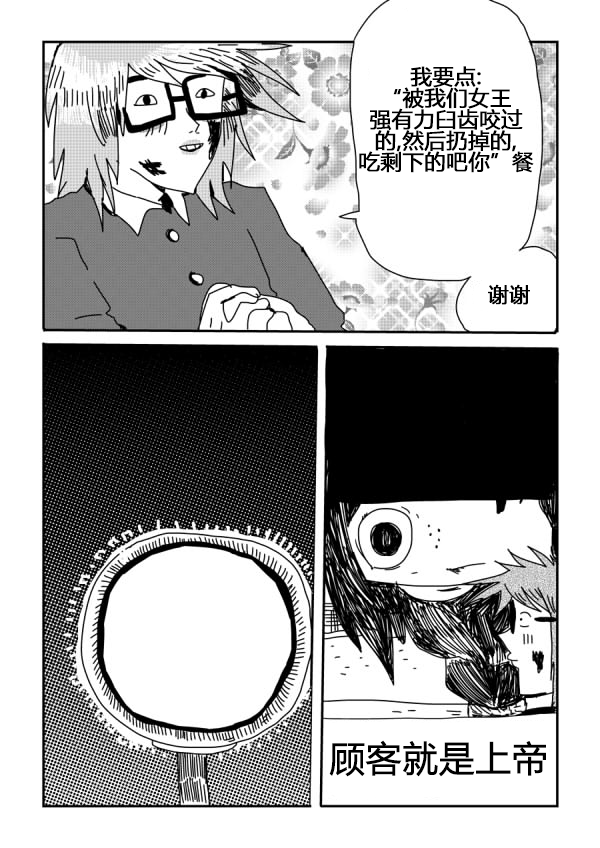 我要点:
“被我们女王
强有力臼齿咬过
的,然后扔掉的,
吃剩下的吧你”餐
谢谢
顾客就是上帝